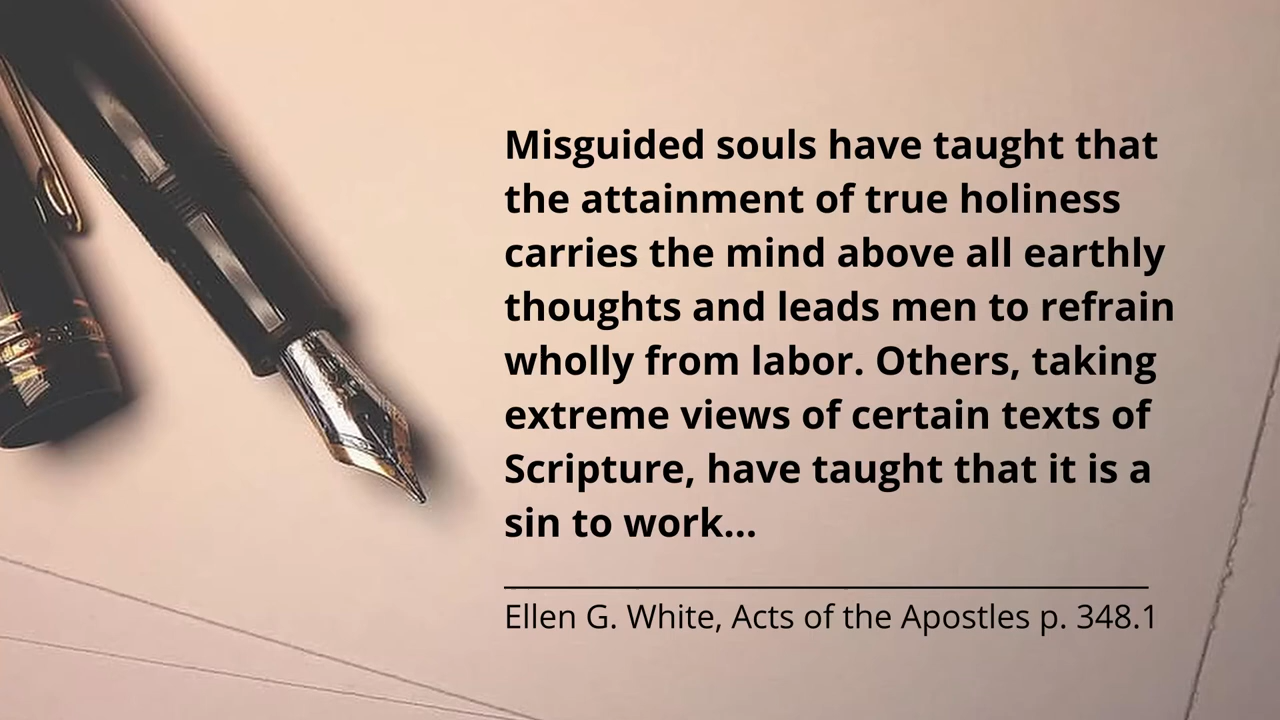 Misguided souls have taught that
the attainment of true holiness
carries the mind above all earthly
thoughts and leads men to refrain
wholly from labor. Others, taking
extreme views of certain texts of
Scripture, have taught that it is a
sin to work...
Ellen G. White, Acts of the Apostles p. 348.1